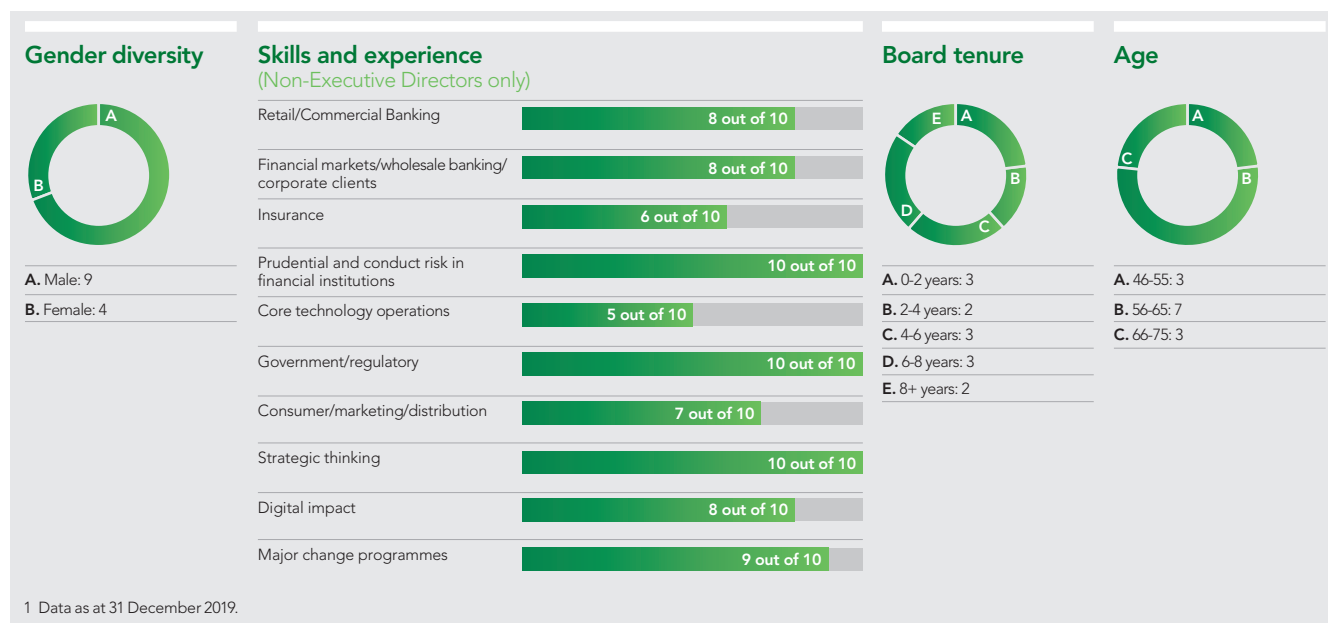 Gender diversity
A
B
A. Male: 9
B. Female: 4
Skills and experience
(Non-Executive Directors only)
Retail/Commercial Banking
8 out of 10
Financial markets/wholesale banking/
corporate clients
8 out of 10
Insurance
6 out of 10
Prudential and conduct risk in
financial institutions
10 out of 10
Core technology operations
5 out of 10
Government/regulatory
10 out of 10
Consumer/marketing/distribution
7 out of 10
Strategic thinking
10 out of 10
Digital impact
8 out of 10
Major change programmes
9 out of 10
Board tenure
E A
B
D
C
A. 0-2 years: 3
B. 2-4 years: 2
C. 4-6 years: 3
D. 6-8 years: 3
E. 8+ years: 2
Age
A
C
B
A. 46-55: 3
B. 56-65: 7
C. 66-75: 3
1 Data as at 31 December 2019.